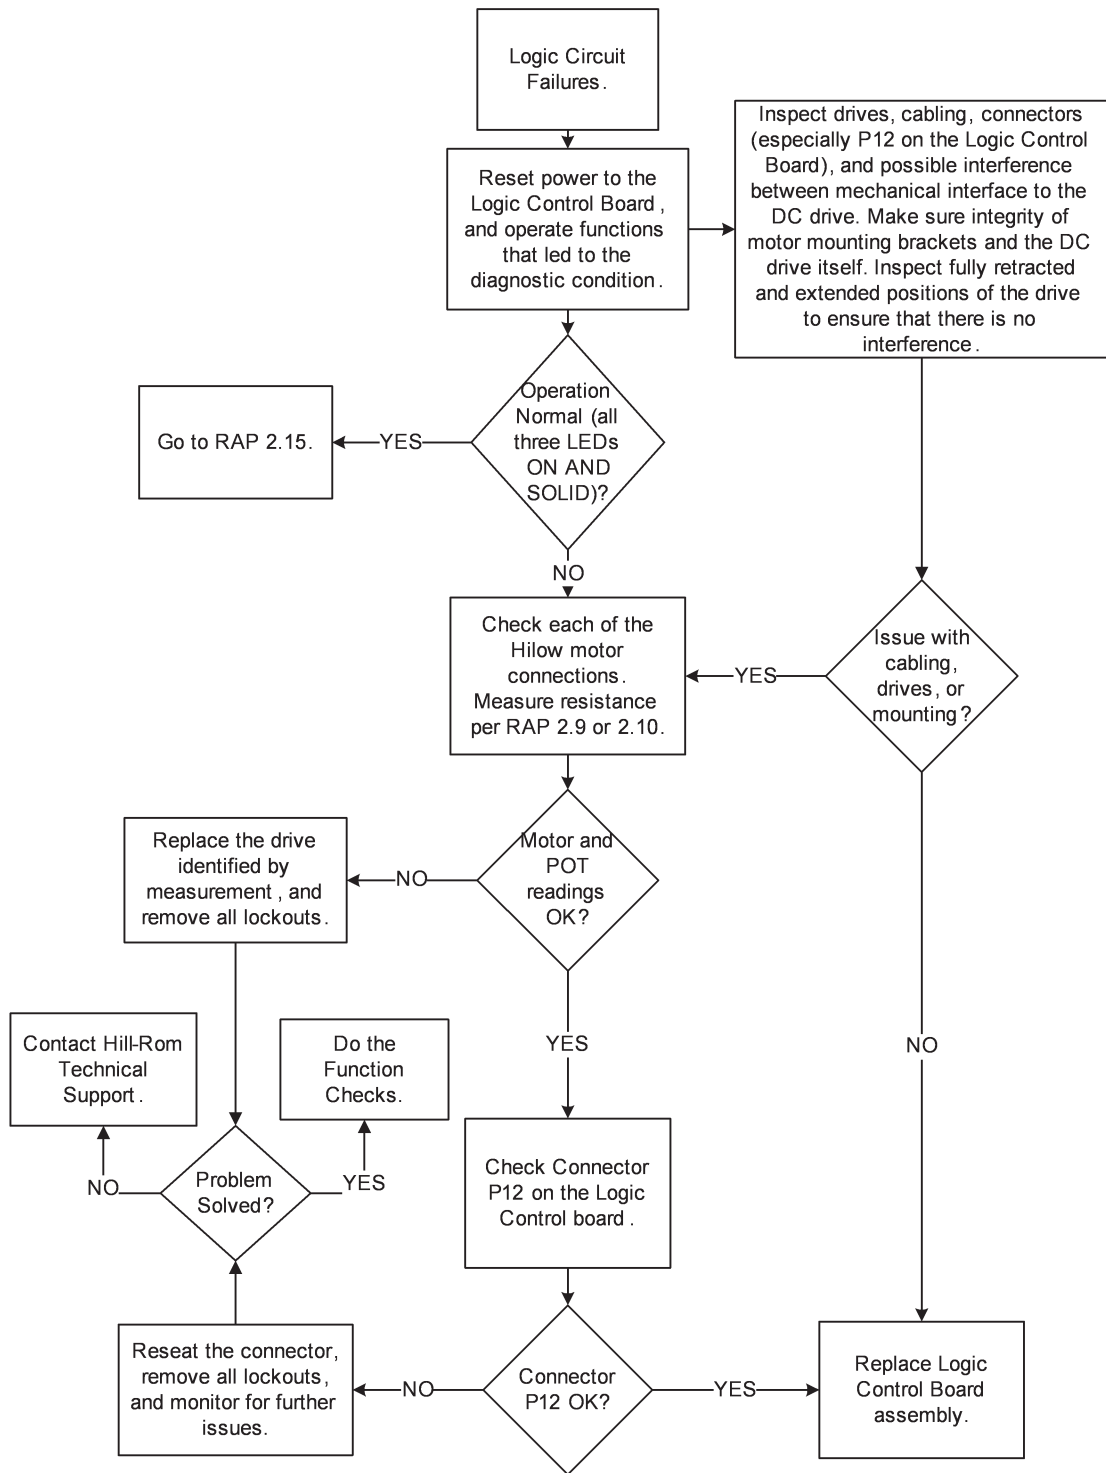 Logic Circuit
Failures.
Reset power to the
Logic Control Board,
and operate functions
that led to the
diagnostic condition.
Inspect drives, cabling, connectors
(especially P12 on the Logic Control
Board), and possible interference
between mechanical interface to the
DC drive. Make sure integrity of
motor mounting brackets and the DC
drive itself. Inspect fully retracted
and extended positions of the drive
to ensure that there is no
interference.
Operation
Normal (all
three LEDs
ON AND
SOLID)?
YES
Go to RAP 2.15.
NO
Check each of the
Hilow motor
connections.
Measure resistance
per RAP 2.9 or 2.10.
YES
Issue with
cabling,
drives, or
mounting?
Motor and
POT
readings
OK?
NO
Replace the drive
identified by
measurement, and
remove all lockouts.
YES
NO
Contact Hill-Rom
Technical
Support.
Do the
Function
Checks.
Problem
Solved?
NO
YES
Check Connector
P12 on the Logic
Control board.
Reseat the connector,
remove all lockouts,
and monitor for further
issues.
NO
Connector
P12 OK?
YES
Replace Logic
Control Board
assembly.